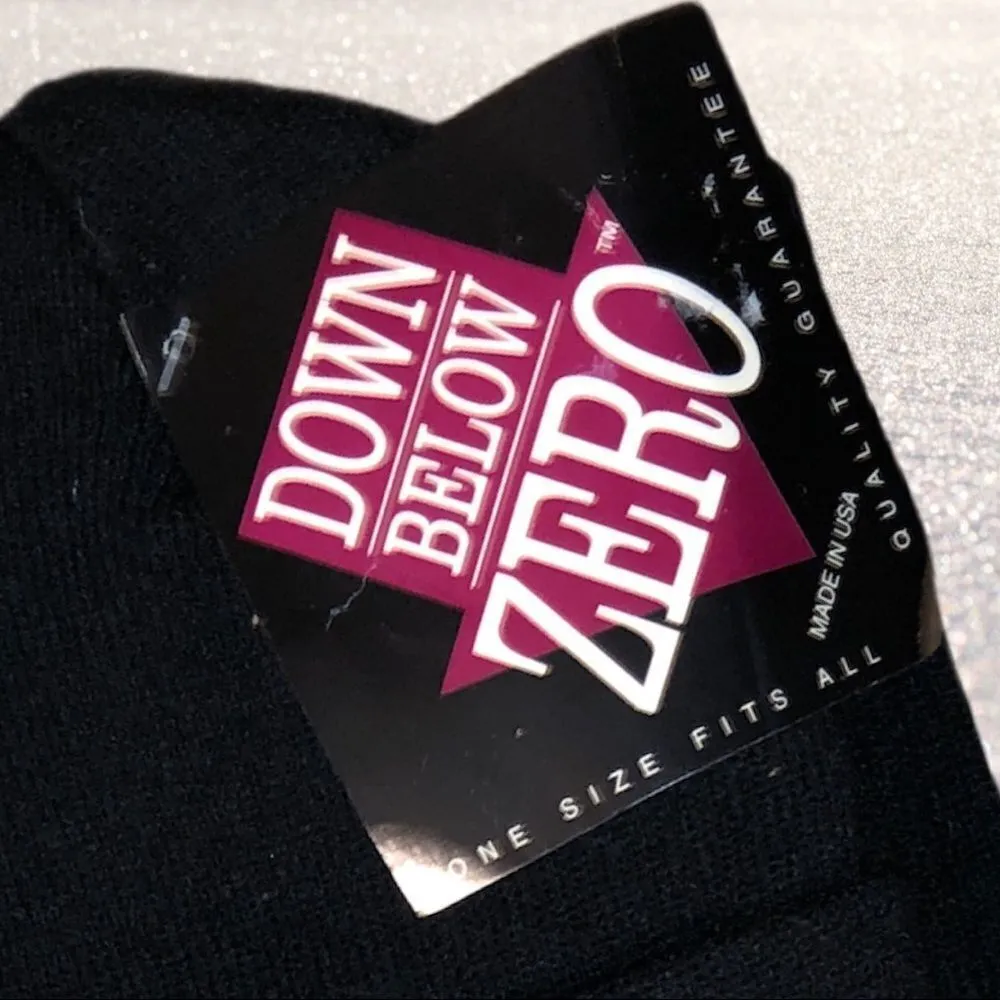 DOWN
BELOW
ZERO
TM
QUALITY GUARANTEE
MADE IN USA
ONE SIZE FITS ALL